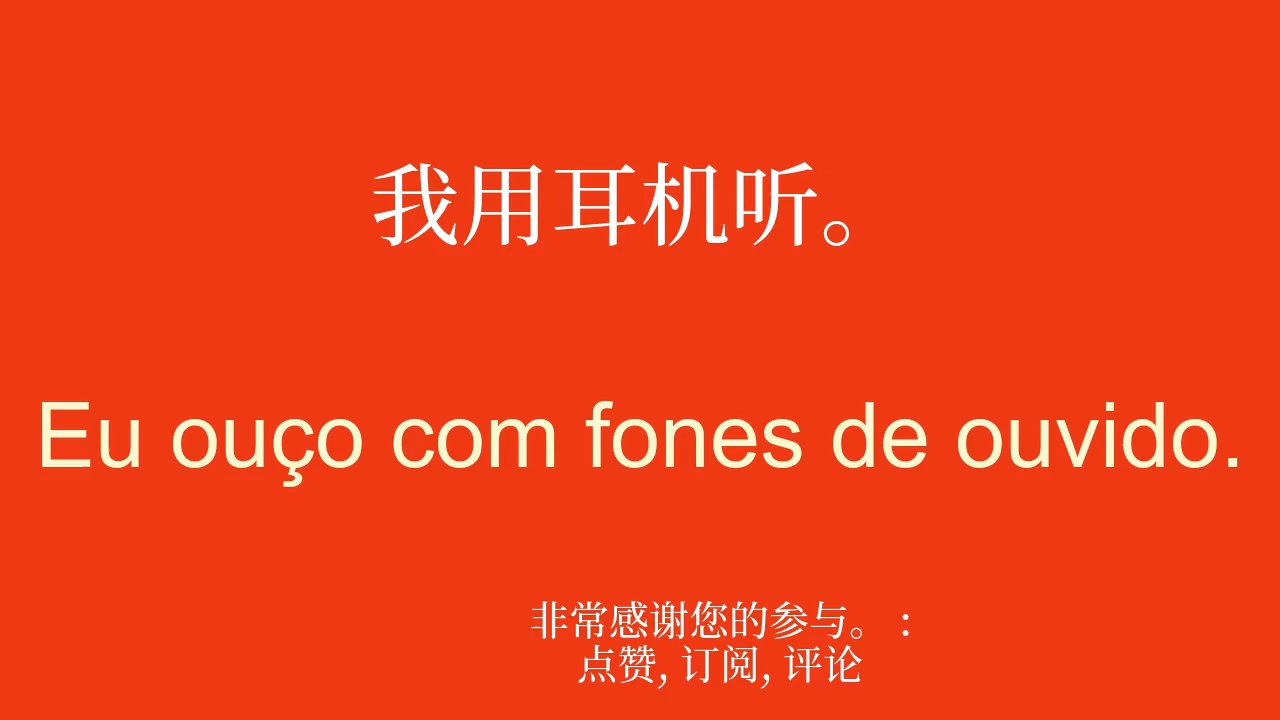 我用耳机听。
Eu ouço com fones de ouvido.
非常感谢您的参与。 :
点赞, 订阅, 评论